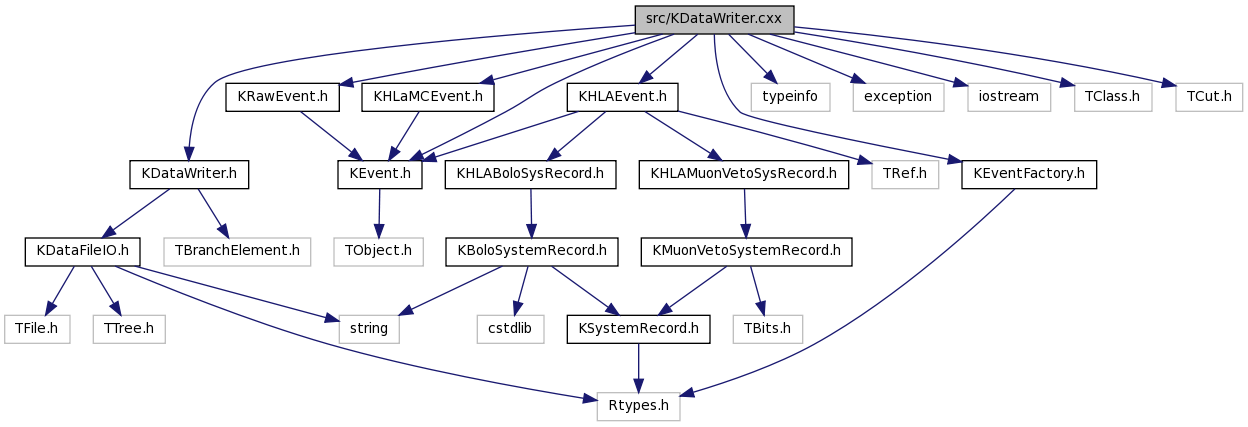 src/KDataWriter.cxx
KRawEvent.h
KHLaMCEvent.h
KHLAEvent.h
typeinfo
exception
iostream
TClass.h
TCut.h
KDataWriter.h
KEvent.h
KHLABoloSysRecord.h
KHLAMuonVetoSysRecord.h
TRef.h
KEventFactory.h
KDataFileIO.h
TBranchElement.h
TObject.h
KBoloSystemRecord.h
KMuonVetoSystemRecord.h
TFile.h
TTree.h
string
cstdlib
KSystemRecord.h
TBits.h
Rtypes.h